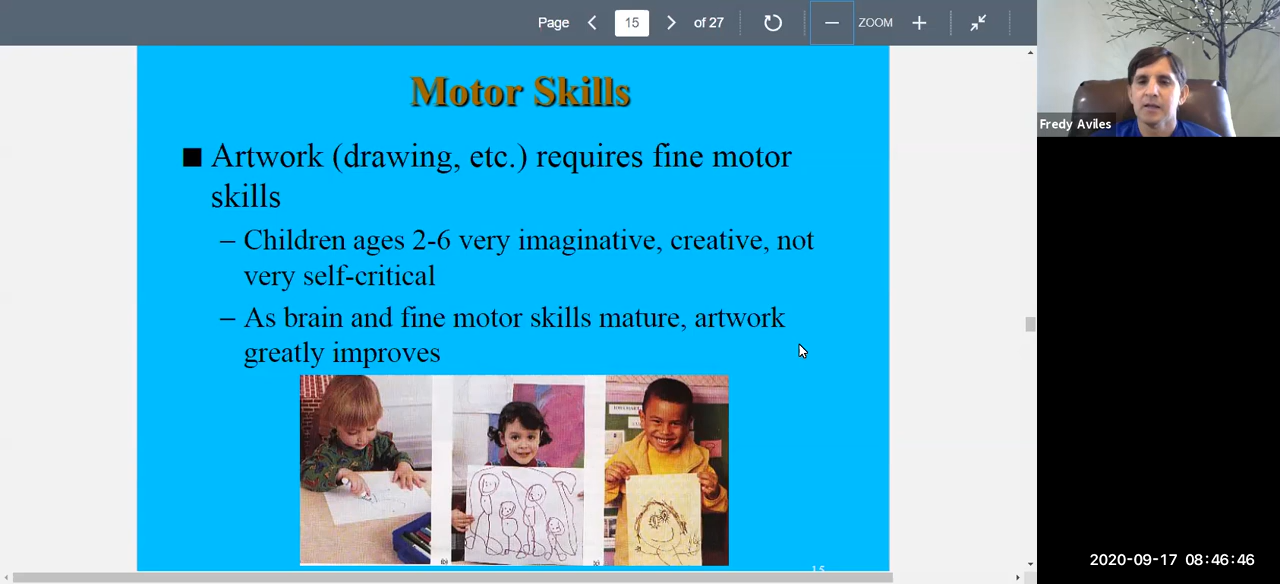 Page 15 of 27 ZOOM
Motor Skills
Fredy Aviles
■ Artwork (drawing, etc.) requires fine motor
skills
– Children ages 2-6 very imaginative, creative, not
very self-critical
– As brain and fine motor skills mature, artwork
greatly improves
15
2020-09-17 08:46:46